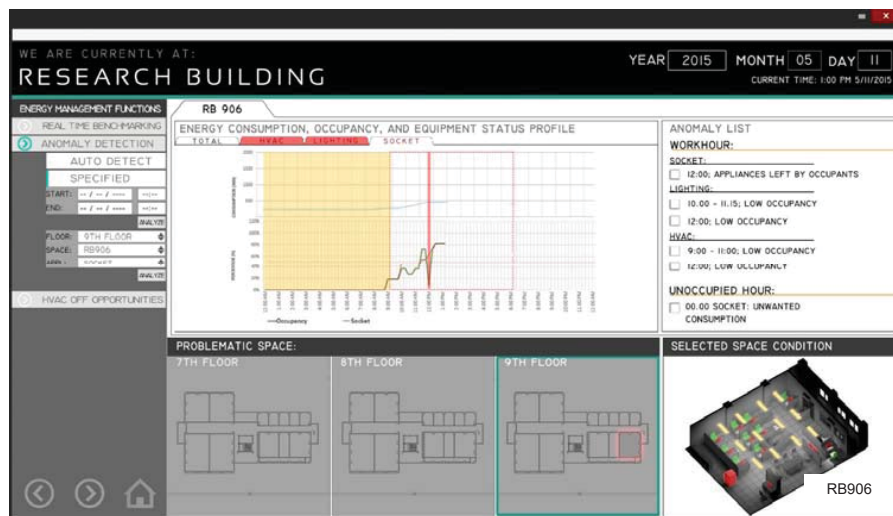 WE ARE CURRENTLY AT:
RESEARCH BUILDING
YEAR 2015 MONTH 05 DAY 11
CURRENT TIME: 1:00 PM 5/11/2015
ENERGY MANAGEMENT FUNCTIONS
REAL TIME BENCHMARKING
ANOMALY DETECTION
AUTO DETECT
SPECIFIED
START: -- / -- / ---- --:--
END: -- / -- / ---- --:--
ANALYZE
FLOOR: 9TH FLOOR
SPACE: RB906
APPL: SOCKET
ANALYZE
HVAC OFF OPPORTUNITIES
RB 906
ENERGY CONSUMPTION, OCCUPANCY, AND EQUIPMENT STATUS PROFILE
TOTAL HVAC LIGHTING SOCKET
Occupancy Socket
ANOMALY LIST
WORKHOUR:
SOCKET:
12:00; APPLIANCES LEFT BY OCCUPANTS
LIGHTING:
10.00 - 11.15; LOW OCCUPANCY
12:00; LOW OCCUPANCY
HVAC:
9:00 - 11:00; LOW OCCUPANCY
12:00; LOW OCCUPANCY
UNOCCUPIED HOUR:
00.00 SOCKET: UNWANTED
CONSUMPTION
PROBLEMATIC SPACE:
7TH FLOOR
8TH FLOOR
9TH FLOOR
SELECTED SPACE CONDITION
RB906